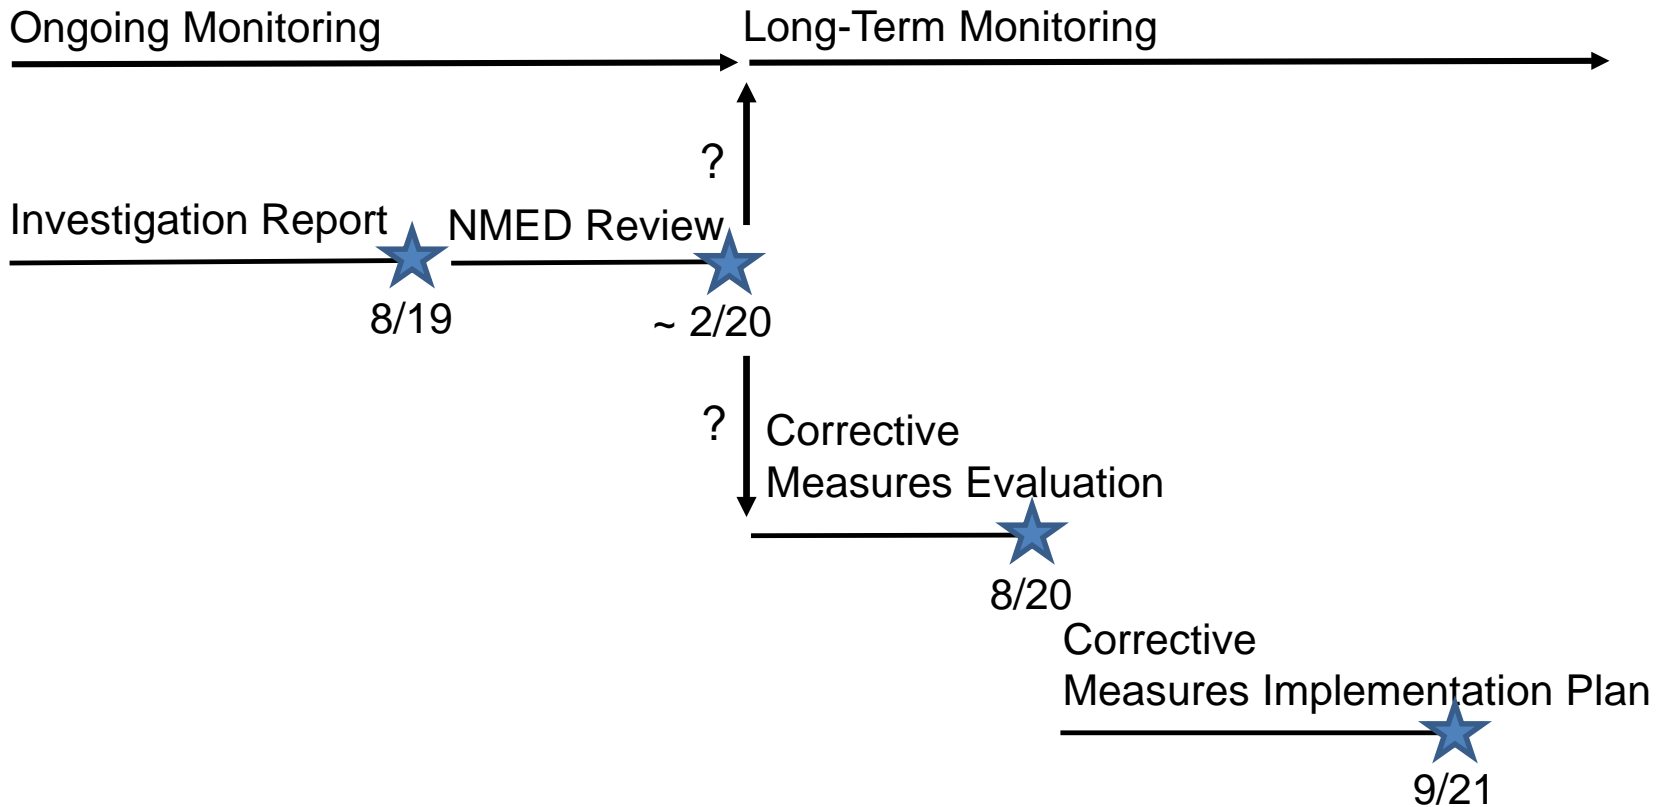 Ongoing Monitoring
Long-Term Monitoring
?
Investigation Report
NMED Review
8/19
~ 2/20
?
Corrective
Measures Evaluation
8/20
Corrective
Measures Implementation Plan
9/21